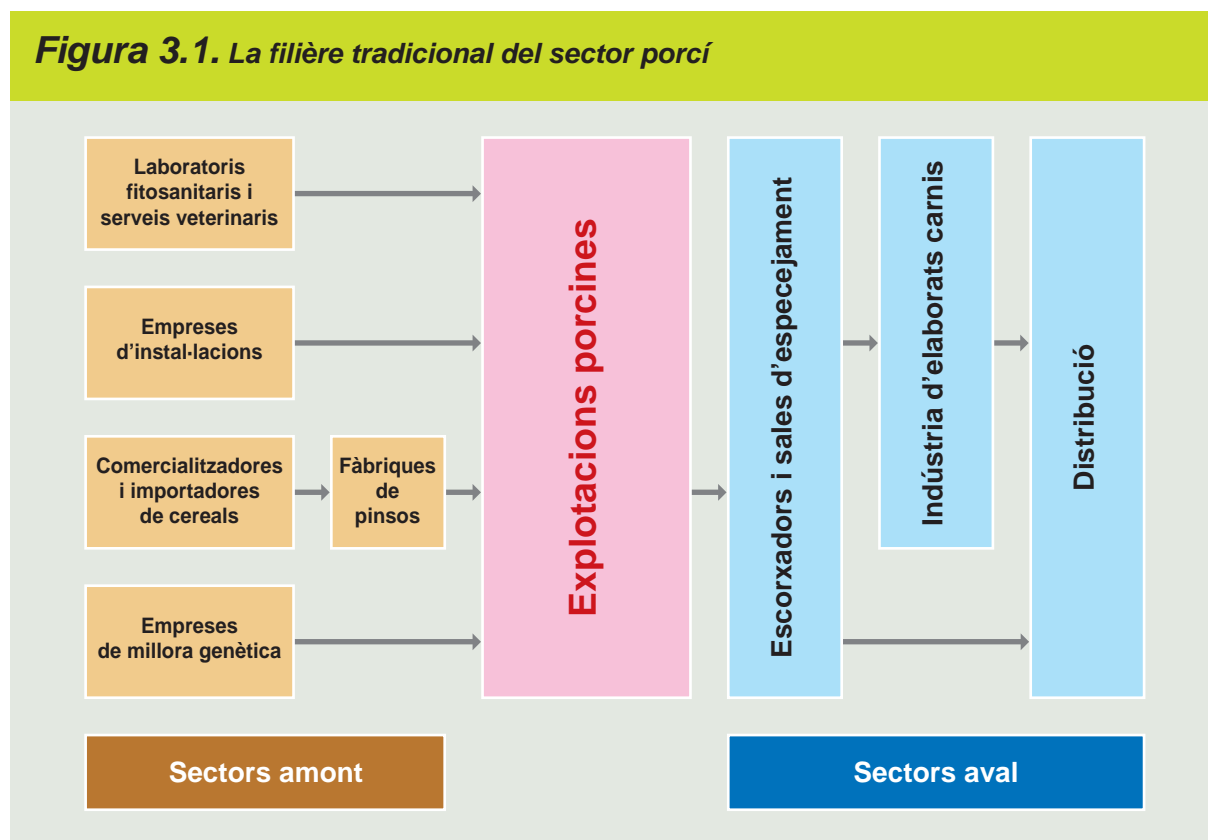 Figura 3.1. La filière tradicional del sector porcí
Laboratoris
fitosanitaris i
serveis veterinaris
Empreses
d’instal·lacions
Comercialitzadores
i importadores
de cereals
Fàbriques
de
pinsos
Empreses
de millora genètica
Explotacions porcines
Escorxadors i sales d’especejament
Indústria d’elaborats carnis
Distribució
Sectors amont
Sectors aval